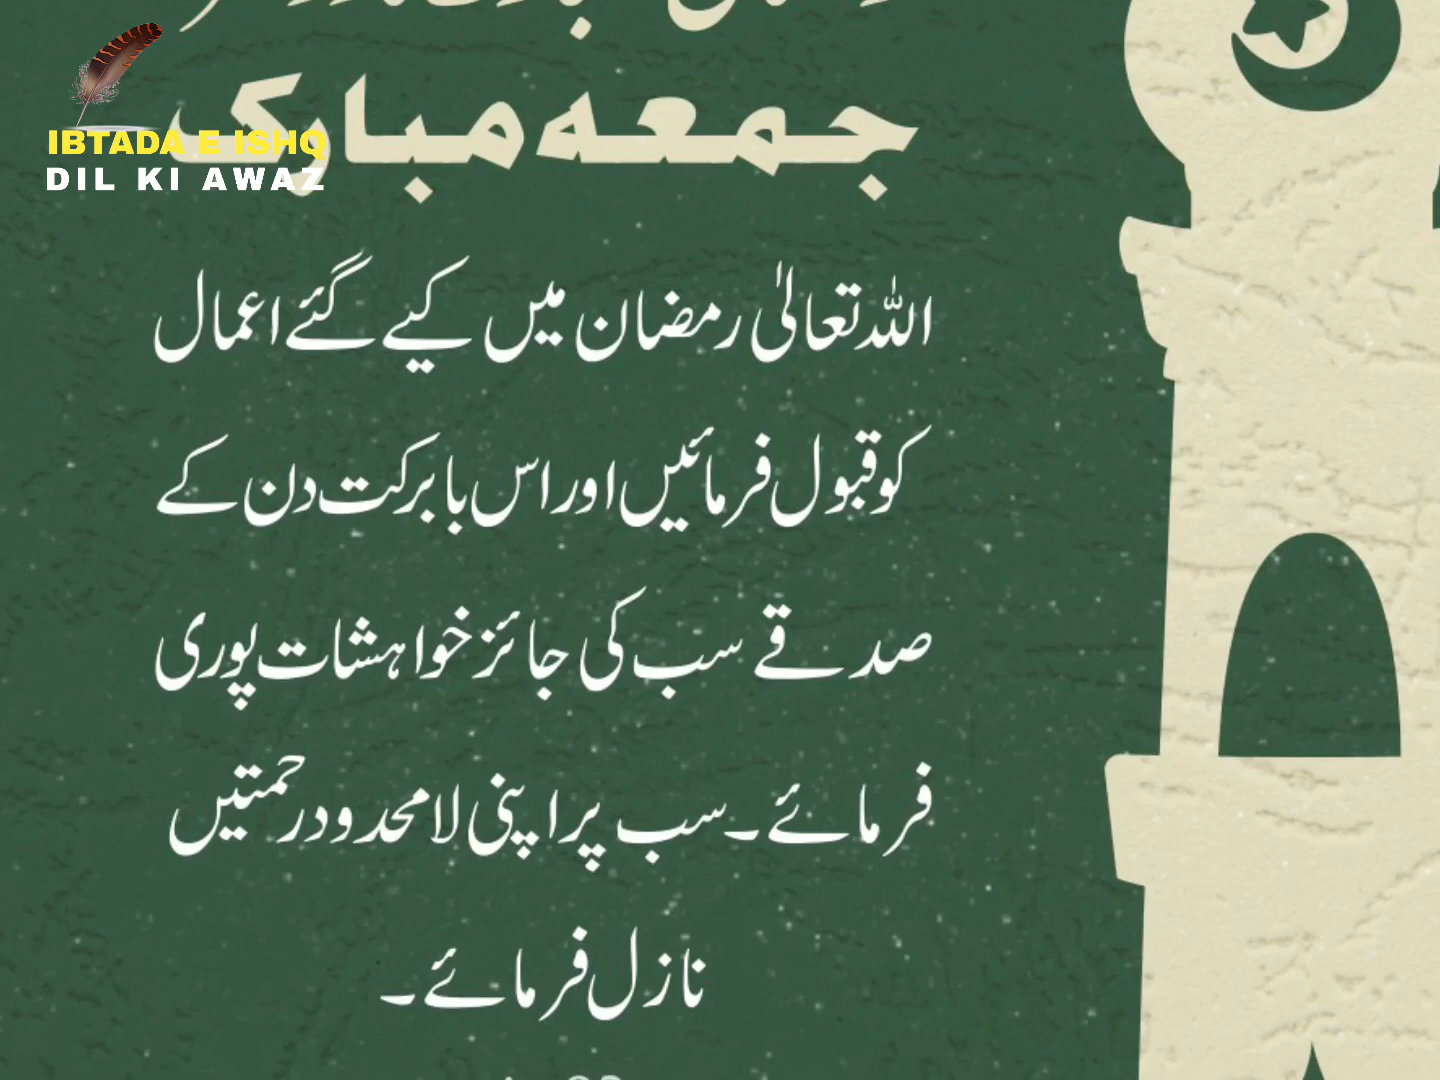 جمعہ مبارک
IBTADA E ISHQ
DIL KI AWAZ
اللہ تعالیٰ رمضان میں کیے گئے اعمال
کو قبول فرمائیں اور اس بابرکت دن کے
صدقے سب کی جائز خواہشات پوری
فرمائے۔ سب پر اپنی لامحدود رحمتیں
نازل فرمائے۔